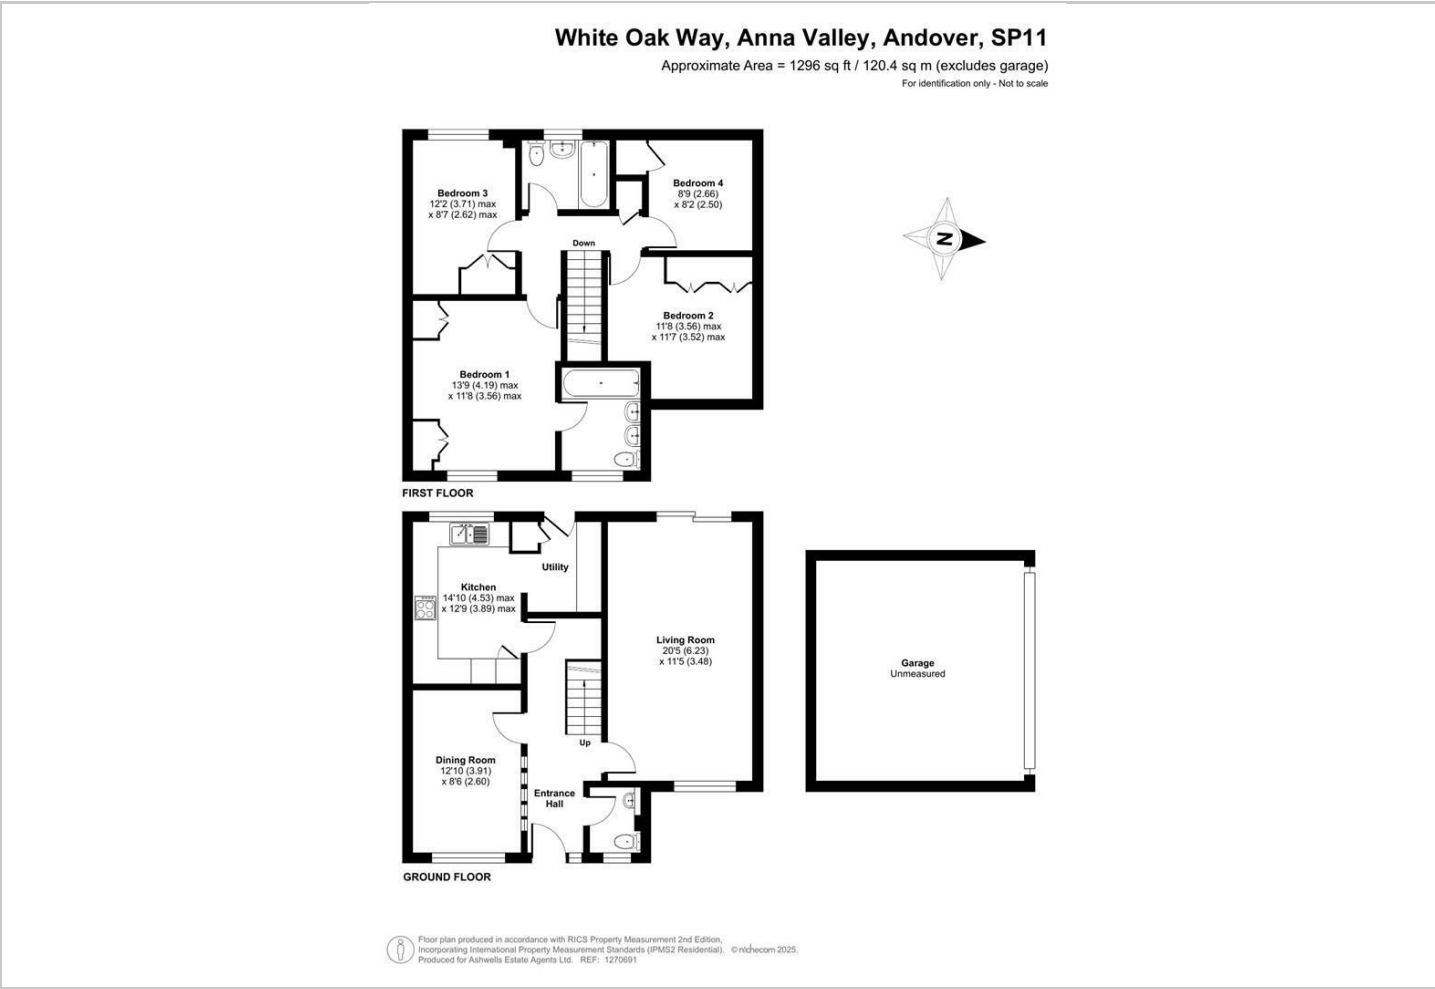 White Oak Way, Anna Valley, Andover, SP11
Approximate Area = 1296 sq ft / 120.4 sq m (excludes garage)
For identification only - Not to scale
Bedroom 3
12'2 (3.71) max
x 8'7 (2.62) max
Bedroom 4
8'9 (2.66)
x 8'2 (2.50)
Down
N
Bedroom 2
11'8 (3.56) max
x 11'7 (3.52) max
Bedroom 1
13'9 (4.19) max
x 11'8 (3.56) max
FIRST FLOOR
Utility
Kitchen
14'10 (4.53) max
x 12'9 (3.89) max
Living Room
20'5 (6.23)
x 11'5 (3.48)
Garage
Unmeasured
Up
Dining Room
12'10 (3.91)
x 8'6 (2.60)
Entrance
Hall
GROUND FLOOR
Floor plan produced in accordance with RICS Property Measurement 2nd Edition,
Incorporating International Property Measurement Standards (IPMS2 Residential). © nichecom 2025.
Produced for Ashwells Estate Agents Ltd. REF: 1270691